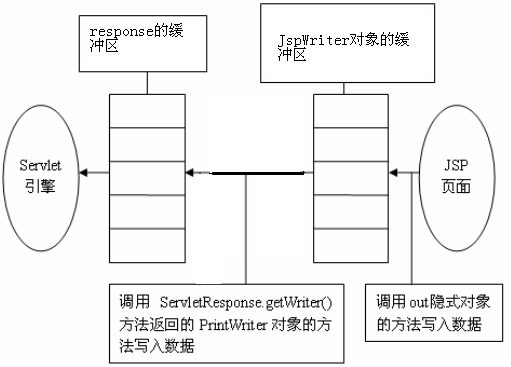 response的缓
冲区
JspWriter对象的缓
冲区
Servlet
引擎
JSP
页面
调用 ServletResponse.getWriter()
方法返回的 PrintWriter 对象的方
法写入数据
调用out隐式对象
的方法写入数据